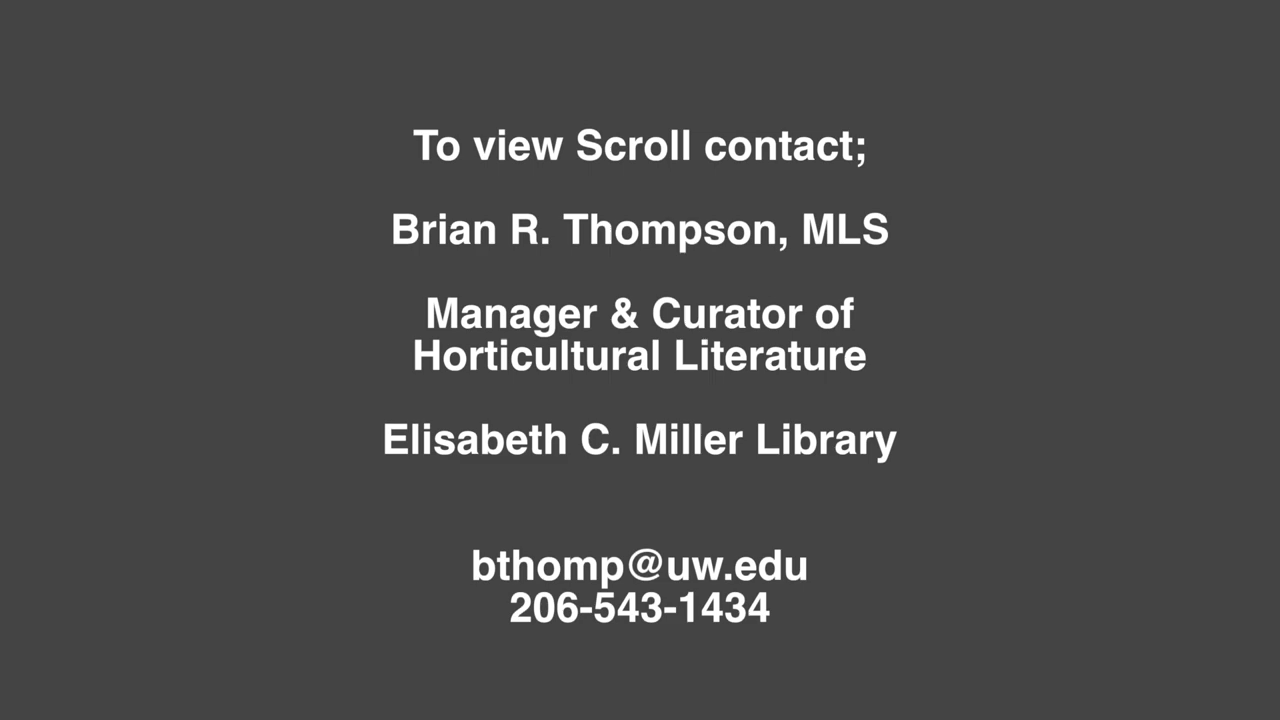 To view Scroll contact;
Brian R. Thompson, MLS
Manager & Curator of
Horticultural Literature
Elisabeth C. Miller Library
bthomp@uw.edu
206-543-1434